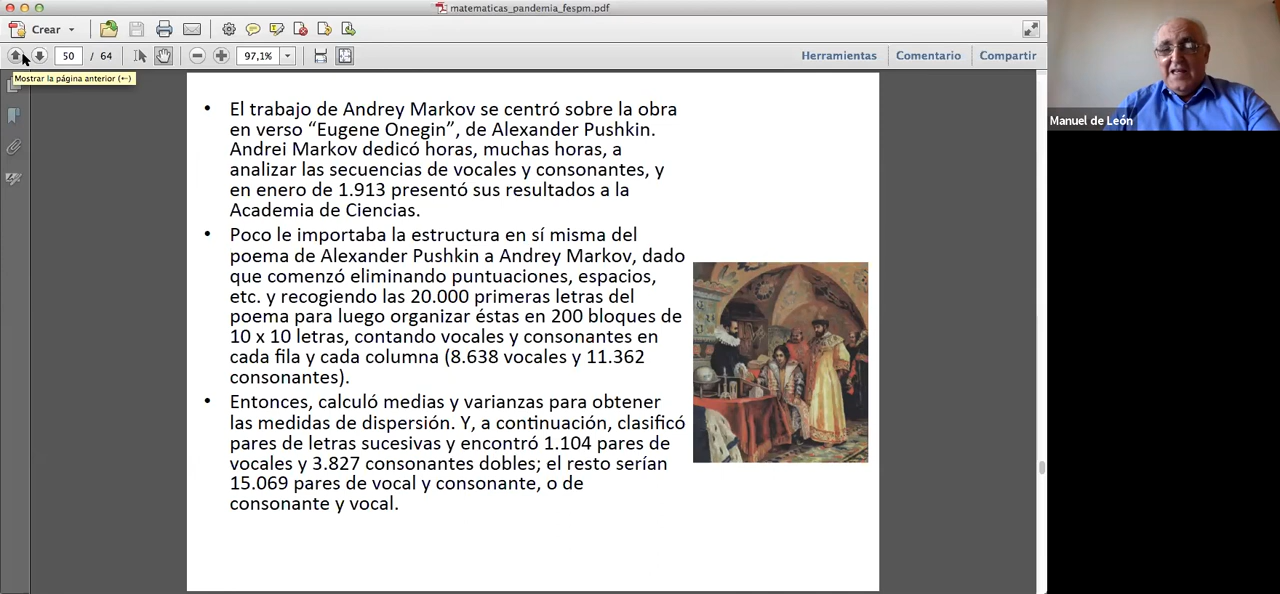 matematicas_pandemia_fespm.pdf
Crear
50 / 64
97,1%
Herramientas
Comentario
Compartir
Mostrar la página anterior (←)
• El trabajo de Andrey Markov se centró sobre la obra
en verso “Eugene Onegin”, de Alexander Pushkin.
Andrei Markov dedicó horas, muchas horas, a
analizar las secuencias de vocales y consonantes, y
en enero de 1.913 presentó sus resultados a la
Academia de Ciencias.
• Poco le importaba la estructura en sí misma del
poema de Alexander Pushkin a Andrey Markov, dado
que comenzó eliminando puntuaciones, espacios,
etc. y recogiendo las 20.000 primeras letras del
poema para luego organizar éstas en 200 bloques de
10 x 10 letras, contando vocales y consonantes en
cada fila y cada columna (8.638 vocales y 11.362
consonantes).
• Entonces, calculó medias y varianzas para obtener
las medidas de dispersión. Y, a continuación, clasificó
pares de letras sucesivas y encontró 1.104 pares de
vocales y 3.827 consonantes dobles; el resto serían
15.069 pares de vocal y consonante, o de
consonante y vocal.
Manuel de León